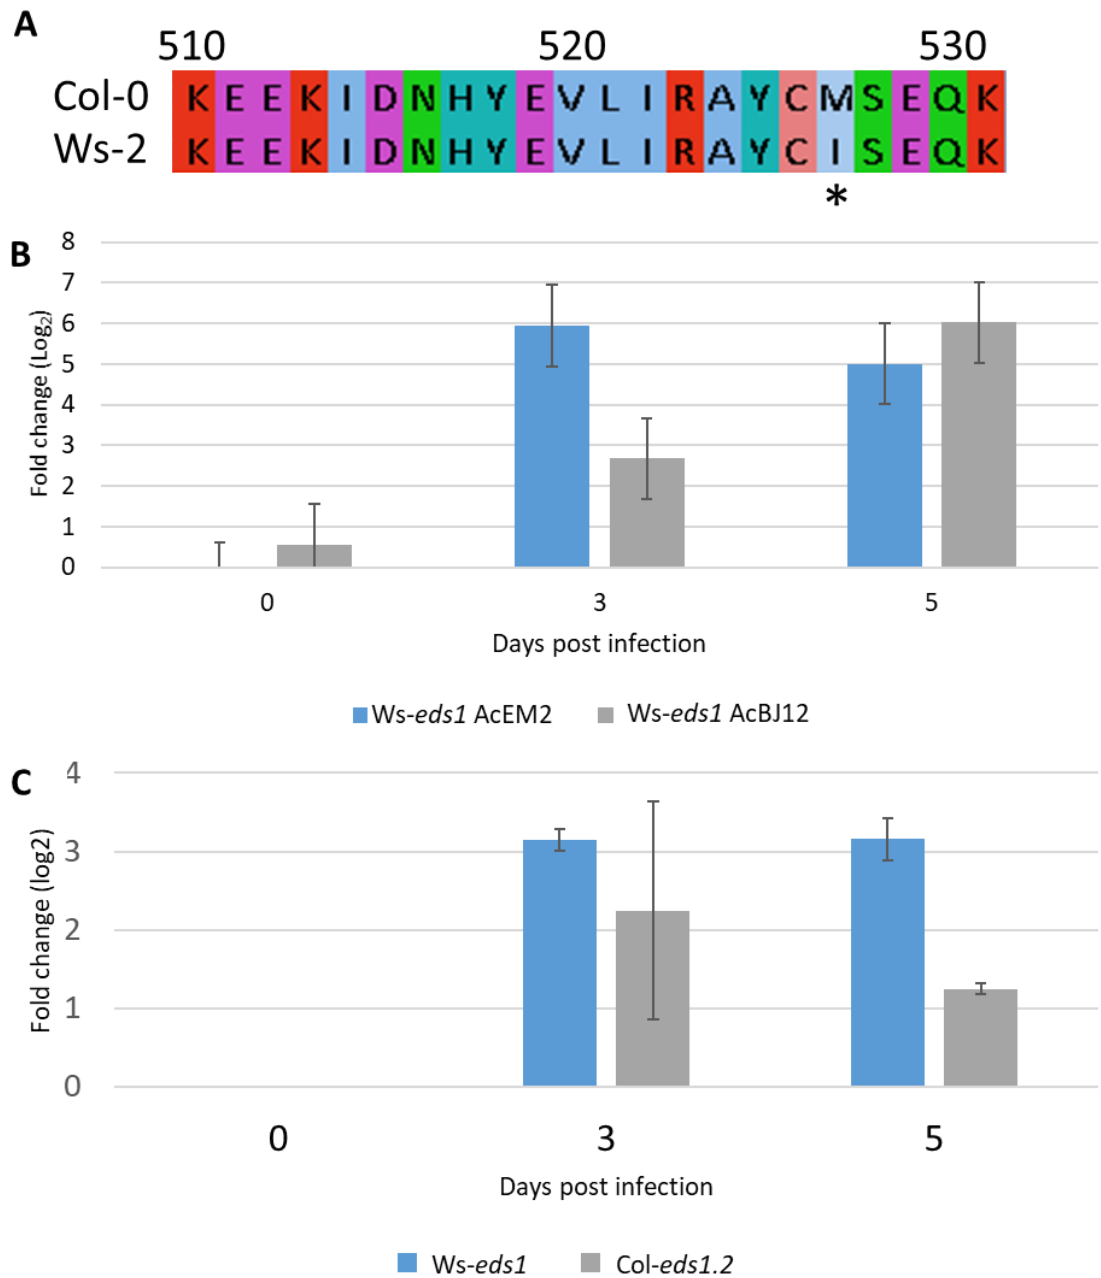 A
510 520 530
Col-0 K E E K I D N H Y E V L I R A Y C M S E Q K
Ws-2 K E E K I D N H Y E V L I R A Y C I S E Q K
*
B
Fold change (Log₂)
8
7
6
5
4
3
2
1
0
0 3 5
Days post infection
Ws-eds1 AcEM2 Ws-eds1 AcBJ12
C
Fold change (log2)
4
3
2
1
0
0 3 5
Days post infection
Ws-eds1 Col-eds1.2